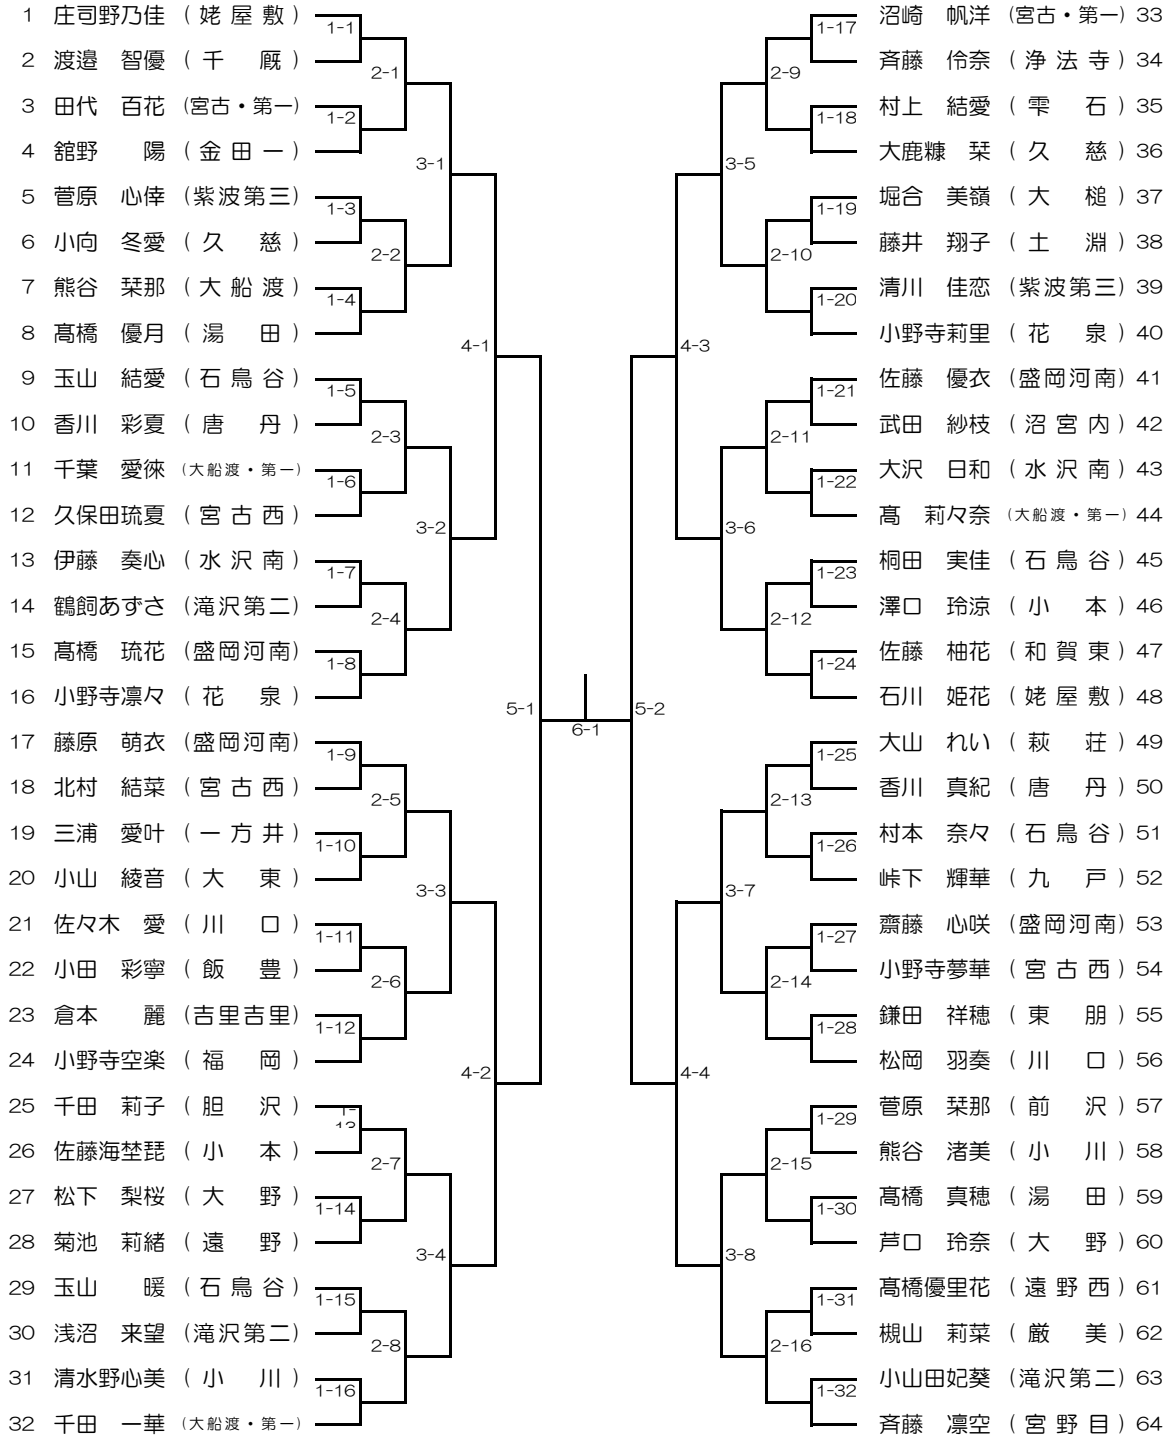 1 庄司野乃佳 (姥屋敷)
1-1
2 渡邉 智優 (千 厩)
2-1
3 田代 百花 (宮古・第一)
1-2
4 舘野 陽 (金田一)
3-1
5 菅原 心倖 (紫波第三)
1-3
6 小向 冬愛 (久 慈)
2-2
7 熊谷 栞那 (大船渡)
1-4
8 髙橋 優月 (湯 田)
4-1
9 玉山 結愛 (石鳥谷)
1-5
10 香川 彩夏 (唐 丹)
2-3
11 千葉 愛徠 (大船渡・第一)
1-6
12 久保田琉夏 (宮古西)
3-2
13 伊藤 奏心 (水沢南)
1-7
14 鶴飼あずさ (滝沢第二)
2-4
15 髙橋 琉花 (盛岡河南)
1-8
16 小野寺凛々 (花 泉)
5-1
17 藤原 萌衣 (盛岡河南)
1-9
18 北村 結菜 (宮古西)
2-5
19 三浦 愛叶 (一方井)
1-10
20 小山 綾音 (大 東)
3-3
21 佐々木 愛 (川 口)
1-11
22 小田 彩寧 (飯 豊)
2-6
23 倉本 麗 (吉里吉里)
1-12
24 小野寺空楽 (福 岡)
4-2
25 千田 莉子 (胆 沢)
1-
13
26 佐藤海埜琵 (小 本)
2-7
27 松下 梨桜 (大 野)
1-14
28 菊池 莉緒 (遠 野)
3-4
29 玉山 暖 (石鳥谷)
1-15
30 浅沼 来望 (滝沢第二)
2-8
31 清水野心美 (小 川)
1-16
32 千田 一華 (大船渡・第一)
6-1
沼崎 帆洋 (宮古・第一) 33
1-17
斉藤 伶奈 (浄法寺) 34
2-9
村上 結愛 (雫 石) 35
1-18
大鹿糠 栞 (久 慈) 36
3-5
堀合 美嶺 (大 槌) 37
1-19
藤井 翔子 (土 淵) 38
2-10
清川 佳恋 (紫波第三) 39
1-20
小野寺莉里 (花 泉) 40
4-3
佐藤 優衣 (盛岡河南) 41
1-21
武田 紗枝 (沼宮内) 42
2-11
大沢 日和 (水沢南) 43
1-22
髙 莉々奈 (大船渡・第一) 44
3-6
桐田 実佳 (石鳥谷) 45
1-23
澤口 玲涼 (小 本) 46
2-12
佐藤 柚花 (和賀東) 47
1-24
石川 姫花 (姥屋敷) 48
5-2
大山 れい (萩 荘) 49
1-25
香川 真紀 (唐 丹) 50
2-13
村本 奈々 (石鳥谷) 51
1-26
峠下 輝華 (九 戸) 52
3-7
齋藤 心咲 (盛岡河南) 53
1-27
小野寺夢華 (宮古西) 54
2-14
鎌田 祥穂 (東 朋) 55
1-28
松岡 羽奏 (川 口) 56
4-4
菅原 栞那 (前 沢) 57
1-29
熊谷 渚美 (小 川) 58
2-15
髙橋 真穂 (湯 田) 59
1-30
芦口 玲奈 (大 野) 60
3-8
髙橋優里花 (遠野西) 61
1-31
槻山 莉菜 (厳 美) 62
2-16
小山田妃葵 (滝沢第二) 63
1-32
斉藤 凛空 (宮野目) 64